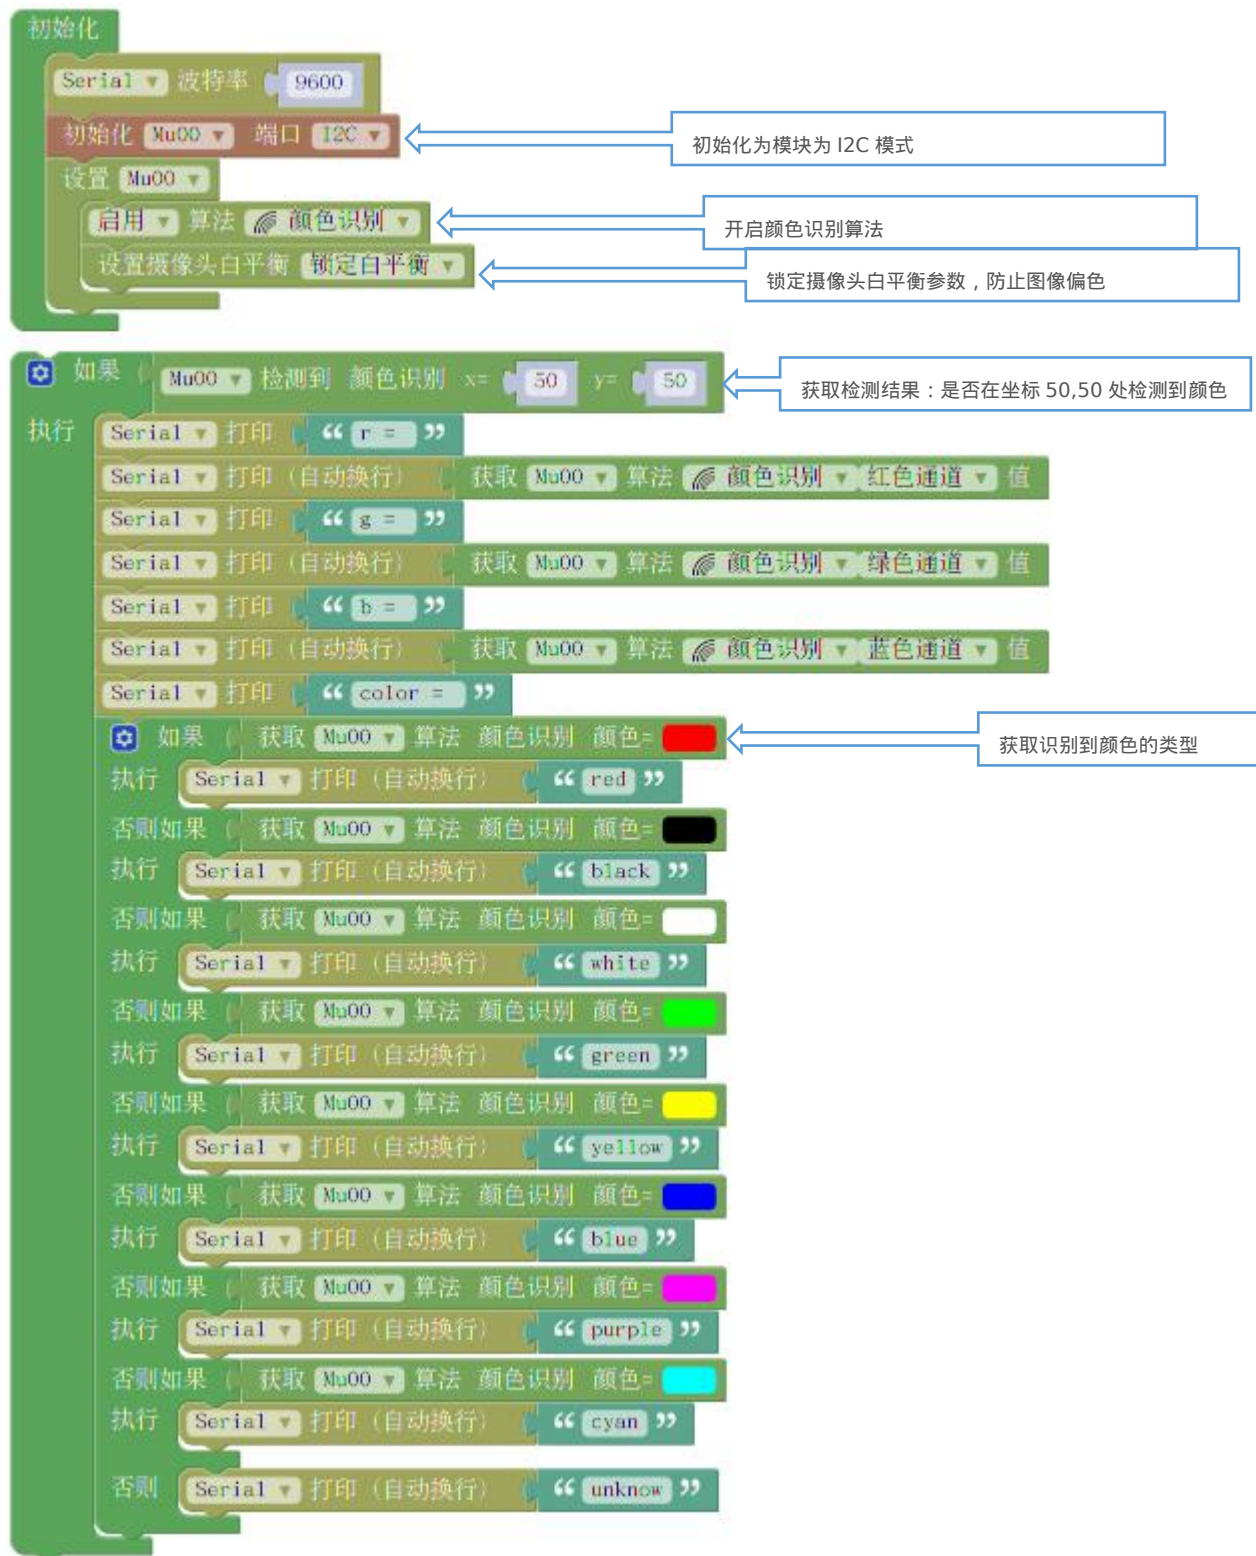 初始化
Serial 波特率 9600
初始化 Mu00 端口 I2C
初始化为模块为 I2C 模式
设置 Mu00
启用 算法 颜色识别
开启颜色识别算法
设置摄像头白平衡 锁定白平衡
锁定摄像头白平衡参数，防止图像偏色
如果 Mu00 检测到 颜色识别 x= 50 y= 50
获取检测结果：是否在坐标 50,50 处检测到颜色
执行 Serial 打印 “ r = ”
Serial 打印（自动换行） 获取 Mu00 算法 颜色识别 红色通道 值
Serial 打印 “ g = ”
Serial 打印（自动换行） 获取 Mu00 算法 颜色识别 绿色通道 值
Serial 打印 “ b = ”
Serial 打印（自动换行） 获取 Mu00 算法 颜色识别 蓝色通道 值
Serial 打印 “ color = ”
如果 获取 Mu00 算法 颜色识别 颜色=
获取识别到颜色的类型
执行 Serial 打印（自动换行） “ red ”
否则如果 获取 Mu00 算法 颜色识别 颜色=
执行 Serial 打印（自动换行） “ black ”
否则如果 获取 Mu00 算法 颜色识别 颜色=
执行 Serial 打印（自动换行） “ white ”
否则如果 获取 Mu00 算法 颜色识别 颜色=
执行 Serial 打印（自动换行） “ green ”
否则如果 获取 Mu00 算法 颜色识别 颜色=
执行 Serial 打印（自动换行） “ yellow ”
否则如果 获取 Mu00 算法 颜色识别 颜色=
执行 Serial 打印（自动换行） “ blue ”
否则如果 获取 Mu00 算法 颜色识别 颜色=
执行 Serial 打印（自动换行） “ purple ”
否则如果 获取 Mu00 算法 颜色识别 颜色=
执行 Serial 打印（自动换行） “ cyan ”
否则 Serial 打印（自动换行） “ unknow ”